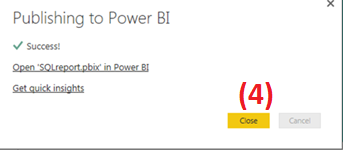 Publishing to Power BI
Success!
Open 'SQLreport.pbix' in Power BI
Get quick insights
(4)
Close Cancel